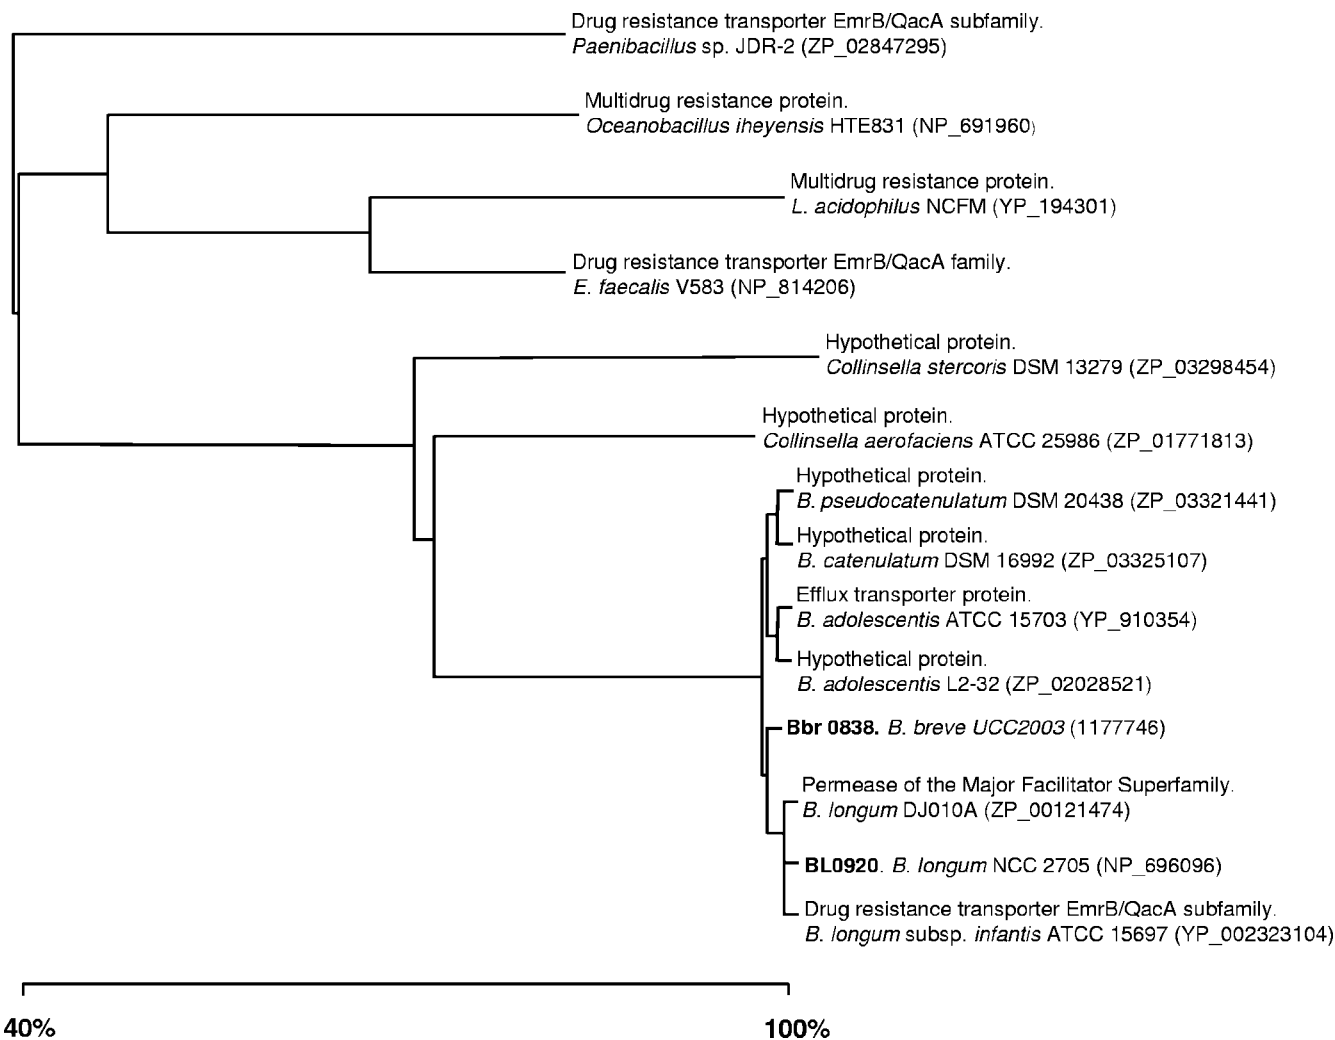 Drug resistance transporter EmrB/QacA subfamily.
Paenibacillus sp. JDR-2 (ZP_02847295)
Multidrug resistance protein.
Oceanobacillus iheyensis HTE831 (NP_691960)
Multidrug resistance protein.
L. acidophilus NCFM (YP_194301)
Drug resistance transporter EmrB/QacA family.
E. faecalis V583 (NP_814206)
Hypothetical protein.
Collinsella stercoris DSM 13279 (ZP_03298454)
Hypothetical protein.
Collinsella aerofaciens ATCC 25986 (ZP_01771813)
Hypothetical protein.
B. pseudocatenulatum DSM 20438 (ZP_03321441)
Hypothetical protein.
B. catenulatum DSM 16992 (ZP_03325107)
Efflux transporter protein.
B. adolescentis ATCC 15703 (YP_910354)
Hypothetical protein.
B. adolescentis L2-32 (ZP_02028521)
Bbr 0838. B. breve UCC2003 (1177746)
Permease of the Major Facilitator Superfamily.
B. longum DJ010A (ZP_00121474)
BL0920. B. longum NCC 2705 (NP_696096)
Drug resistance transporter EmrB/QacA subfamily.
B. longum subsp. infantis ATCC 15697 (YP_002323104)
40% 100%